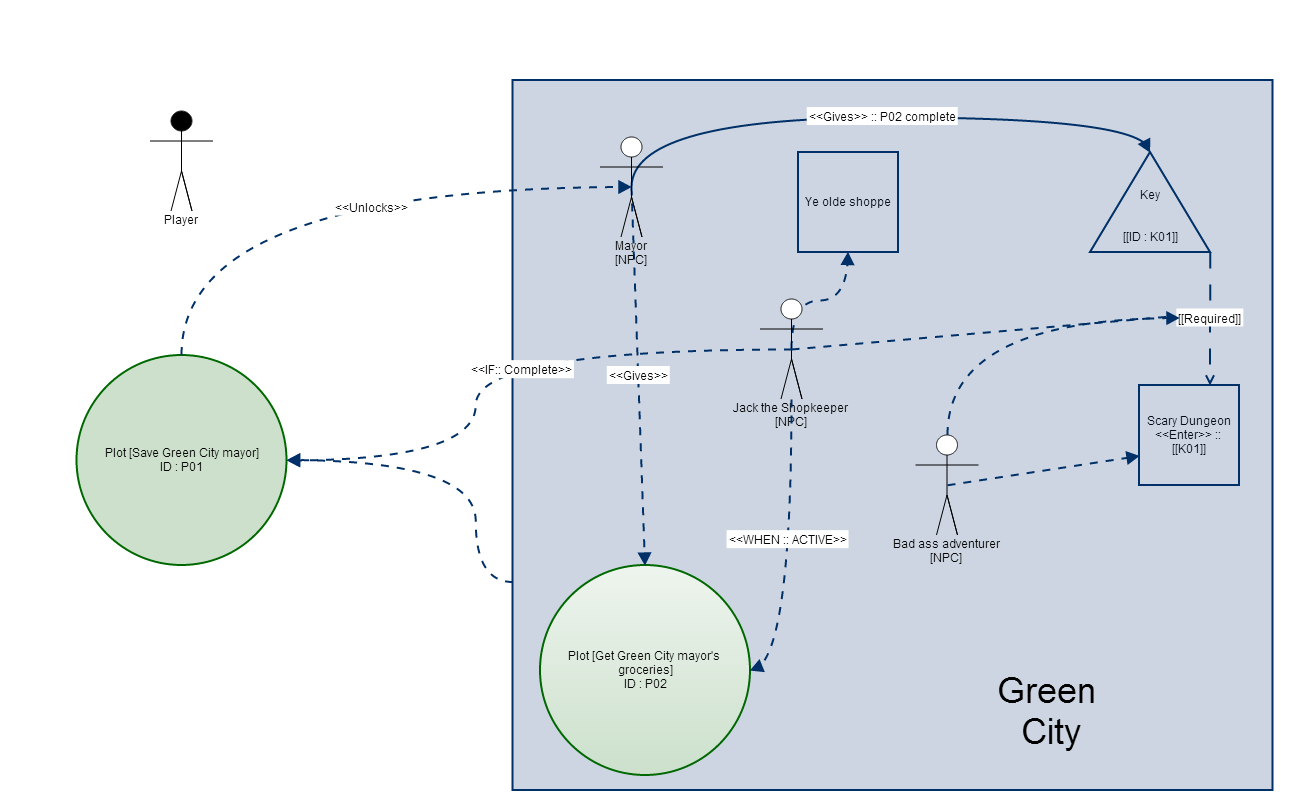 <<Gives>> :: P02 complete
Player
<<Unlocks>>
Mayor
[NPC]
Ye olde shoppe
Key
[[ID : K01]]
[[Required]]
<<IF:: Complete>>
<<Gives>>
Jack the Shopkeeper
[NPC]
Scary Dungeon
<<Enter>> ::
[[K01]]
Plot [Save Green City mayor]
ID : P01
<<WHEN :: ACTIVE>>
Bad ass adventurer
[NPC]
Plot [Get Green City mayor's
groceries]
ID : P02
Green
City